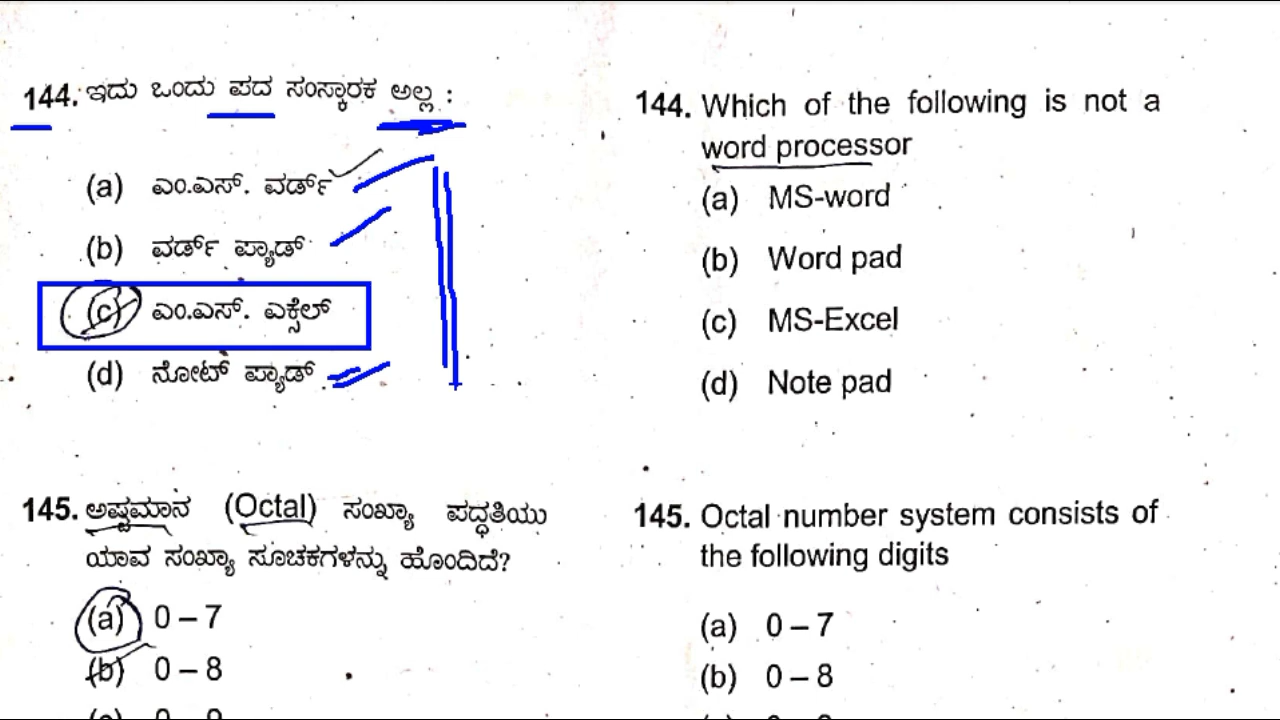 144. ಇದು ಒಂದು ಪದ ಸಂಸ್ಕಾರಕ ಅಲ್ಲ :
(a) ಎಂ.ಎಸ್. ವರ್ಡ್
(b) ವರ್ಡ್ ಪ್ಯಾಡ್
(c) ಎಂ.ಎಸ್. ಎಕ್ಸೆಲ್
(d) ನೋಟ್ ಪ್ಯಾಡ್
145. ಅಷ್ಟಮಾನ (Octal) ಸಂಖ್ಯಾ ಪದ್ಧತಿಯು
ಯಾವ ಸಂಖ್ಯಾ ಸೂಚಕಗಳನ್ನು ಹೊಂದಿದೆ?
(a) 0 – 7
(b) 0 – 8
144. Which of the following is not a
word processor
(a) MS-word
(b) Word pad
(c) MS-Excel
(d) Note pad
145. Octal number system consists of
the following digits
(a) 0 – 7
(b) 0 – 8